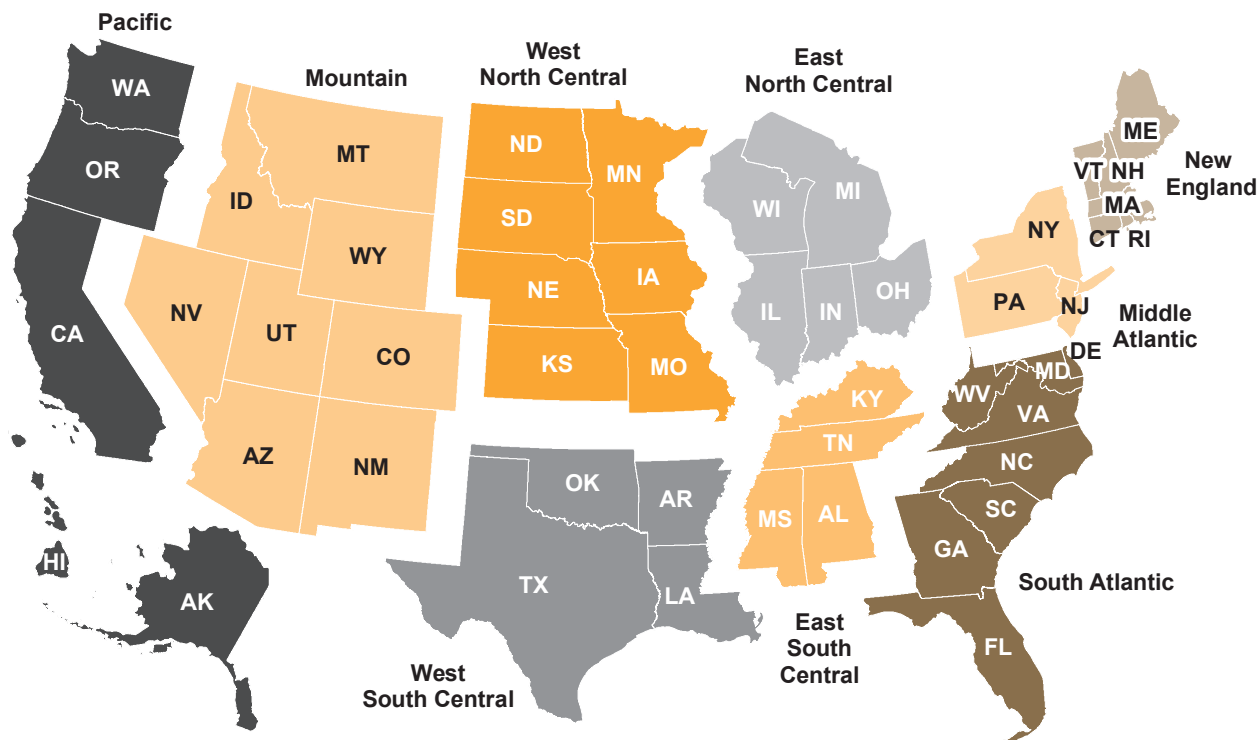 Pacific
WA
OR
CA
HI
AK
Mountain
MT
ID
WY
NV
UT
CO
AZ
NM
West
North Central
ND
MN
SD
IA
NE
KS
MO
East
North Central
WI
MI
IL
IN
OH
New
England
ME
VT NH
MA
CT RI
Middle
Atlantic
NY
PA
NJ
South Atlantic
DE
MD
WV
VA
NC
SC
GA
FL
East
South
Central
KY
TN
MS
AL
West
South Central
OK
AR
TX
LA